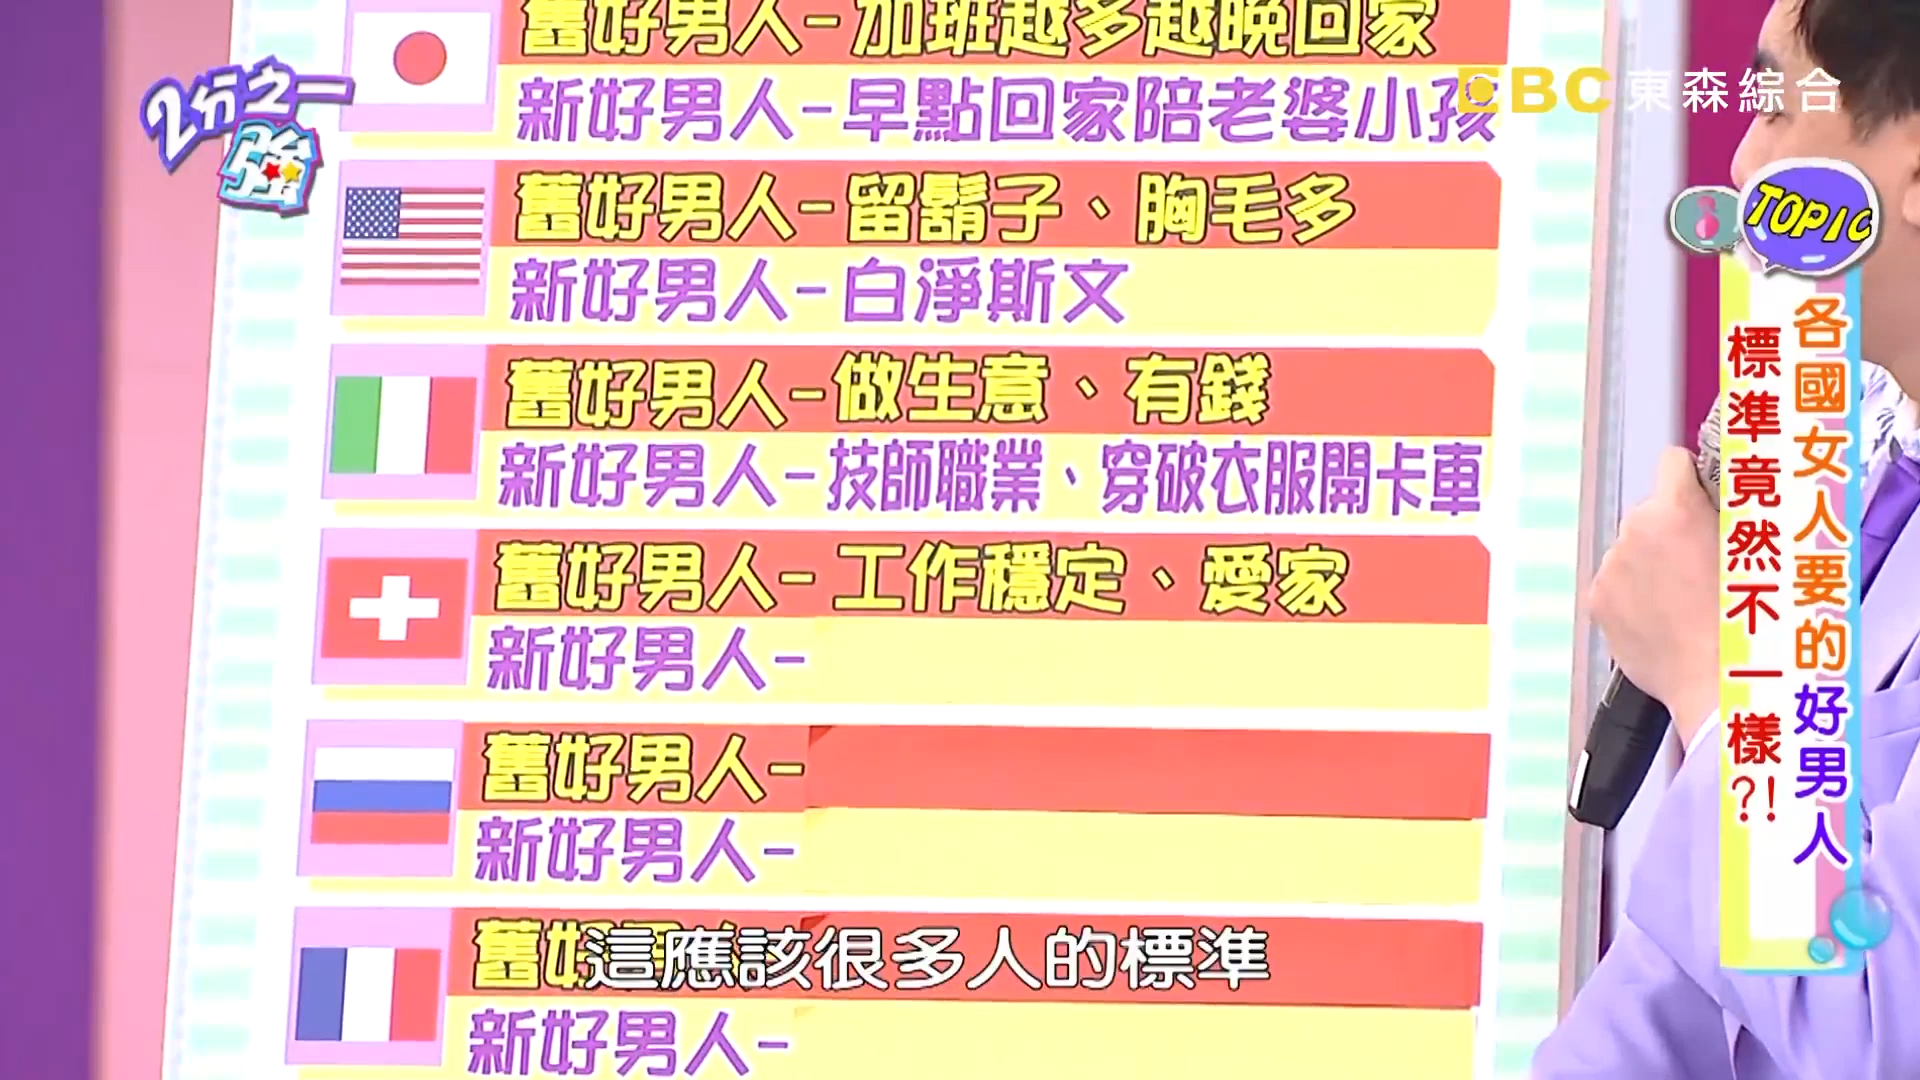 舊好男人-加班越多越晚回家
新好男人-早點回家陪老婆小孩
EBC 東森綜合
2分之一強
舊好男人-留鬍子、胸毛多
新好男人-白淨斯文
TOPIC
各國女人要的好男人
標準竟然不一樣?!
舊好男人-做生意、有錢
新好男人-技師職業、穿破衣服開卡車
舊好男人-工作穩定、愛家
新好男人-
舊好男人-
新好男人-
舊好男人-
這應該很多人的標準
新好男人-